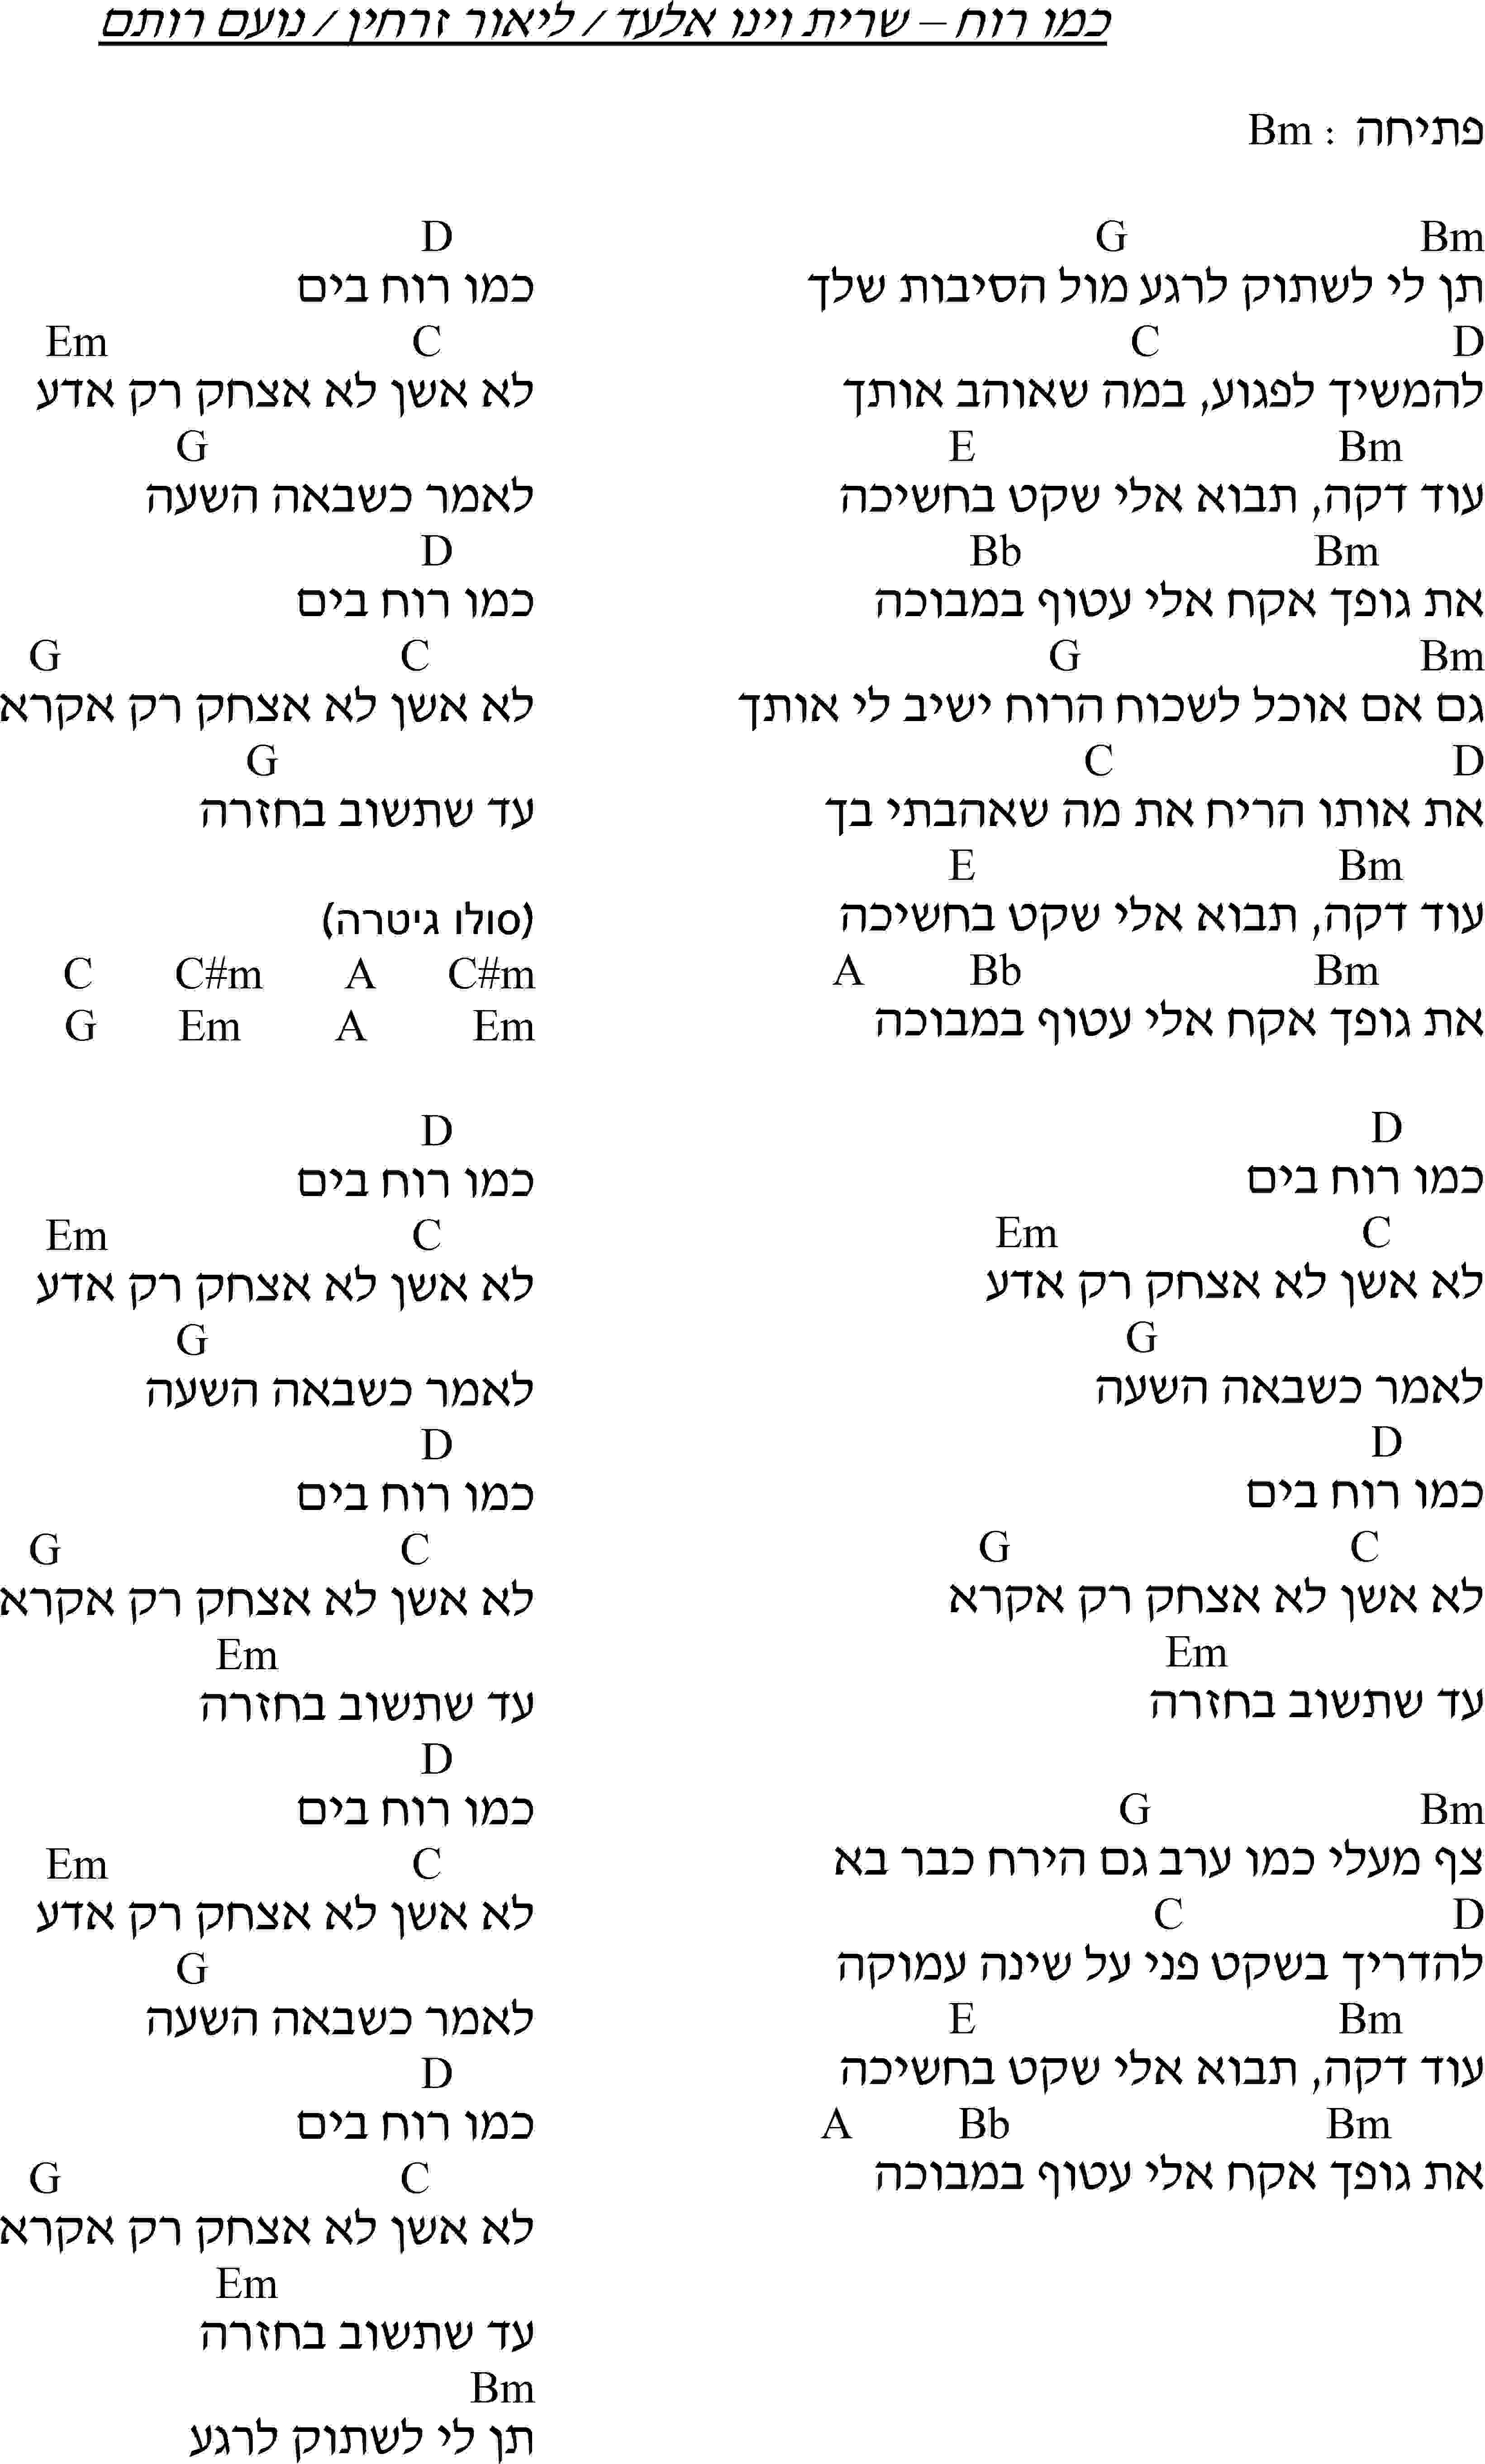 כמו רוח – שרית וינו אלעד/ ליאור זרחין/ נועם רותם
פתיחה : Bm
Bm G
תן לי לשתוק לרגע מול הסיבות שלך
D C
להמשיך לפגוע, במה שאוהב אותך
Bm E
עוד דקה, תבוא אלי שקט בחשיכה
Bm Bb
את גופך אקח אלי עטוף במבוכה
Bm G
גם אם אוכל לשכוח הרוח ישיב לי אותך
D C
את אותו הריח את מה שאהבתי בך
Bm E
עוד דקה, תבוא אלי שקט בחשיכה
Bm Bb A
את גופך אקח אלי עטוף במבוכה
D
כמו רוח בים
C Em
לא אשן לא אצחק רק אדע
G
לאמר כשבאה השעה
D
כמו רוח בים
C G
לא אשן לא אצחק רק אקרא
Em
עד שתשוב בחזרה
Bm G
צף מעלי כמו ערב גם הירח כבר בא
D C
להדריך בשקט פני על שינה עמוקה
Bm E
עוד דקה, תבוא אלי שקט בחשיכה
Bm Bb A
את גופך אקח אלי עטוף במבוכה
D
כמו רוח בים
C Em
לא אשן לא אצחק רק אדע
G
לאמר כשבאה השעה
D
כמו רוח בים
C G
לא אשן לא אצחק רק אקרא
G
עד שתשוב בחזרה
(סולו גיטרה)
C#m A C#m C
Em A Em G
D
כמו רוח בים
C Em
לא אשן לא אצחק רק אדע
G
לאמר כשבאה השעה
D
כמו רוח בים
C G
לא אשן לא אצחק רק אקרא
Em
עד שתשוב בחזרה
D
כמו רוח בים
C Em
לא אשן לא אצחק רק אדע
G
לאמר כשבאה השעה
D
כמו רוח בים
C G
לא אשן לא אצחק רק אקרא
Em
עד שתשוב בחזרה
Bm
תן לי לשתוק לרגע